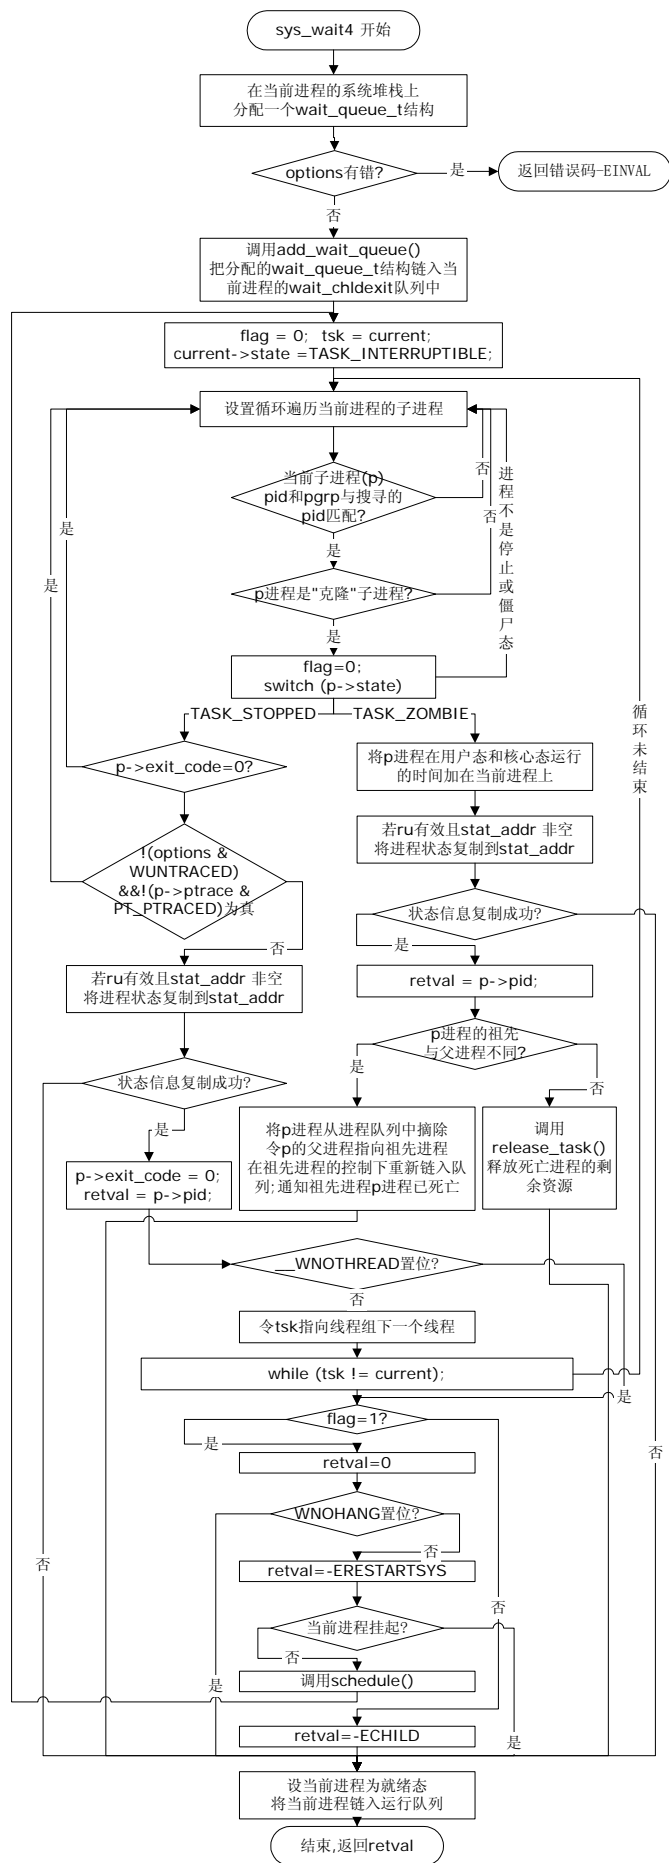 sys_wait4 开始
在当前进程的系统堆栈上
分配一个wait_queue_t结构
options有错?
是
返回错误码-EINVAL
否
调用add_wait_queue()
把分配的wait_queue_t结构链入当
前进程的wait_chldexit队列中
flag = 0; tsk = current;
current->state =TASK_INTERRUPTIBLE;
设置循环遍历当前进程的子进程
当前子进程(p)
pid和pgrp与搜寻的
pid匹配?
否
否
进程不是停止或僵尸态
是
是
是
p进程是"克隆"子进程?
是
flag=0;
switch (p->state)
TASK_STOPPED
TASK_ZOMBIE
循环未结束
p->exit_code=0?
将p进程在用户态和核心态运行
的时间加在当前进程上
!(options &
WUNTRACED)
&&!(p->ptrace &
PT_PTRACED)为真
否
若ru有效且stat_addr 非空
将进程状态复制到stat_addr
状态信息复制成功?
是
若ru有效且stat_addr 非空
将进程状态复制到stat_addr
retval = p->pid;
p进程的祖先
与父进程不同?
是
否
状态信息复制成功?
是
将p进程从进程队列中摘除
令p的父进程指向祖先进程
在祖先进程的控制下重新链入队
列;通知祖先进程p进程已死亡
调用
release_task()
释放死亡进程的剩
余资源
p->exit_code = 0;
retval = p->pid;
__WNOTHREAD置位?
否
令tsk指向线程组下一个线程
while (tsk != current);
是
flag=1?
是
否
retval=0
WNOHANG置位?
否
否
retval=-ERESTARTSYS
否
当前进程挂起?
否
调用schedule()
是
retval=-ECHILD
是
设当前进程为就绪态
将当前进程链入运行队列
结束,返回retval